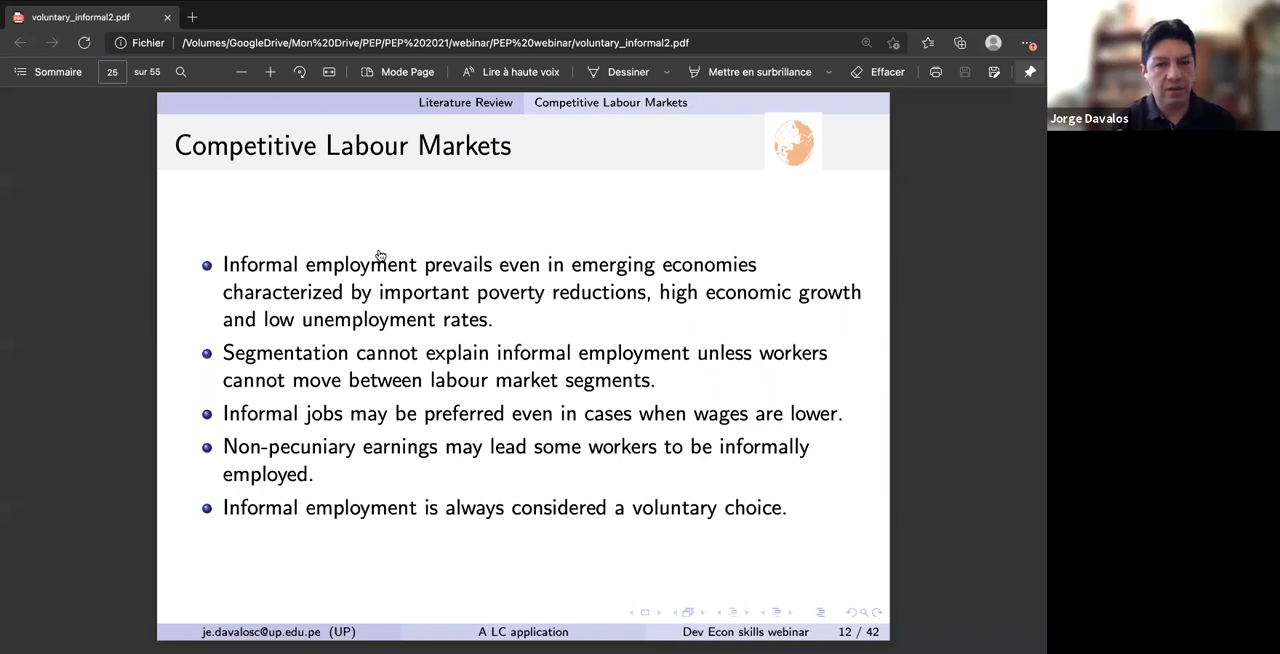 voluntary_informal2.pdf
Fichier
/Volumes/GoogleDrive/Mon%20Drive/PEP/PEP%202021/webinar/PEP%20webinar/voluntary_informal2.pdf
Sommaire
25
sur 55
Mode Page
Lire à haute voix
Dessiner
Mettre en surbrillance
Effacer
Jorge Davalos
Literature Review
Competitive Labour Markets
Competitive Labour Markets
Informal employment prevails even in emerging economies
characterized by important poverty reductions, high economic growth
and low unemployment rates.
Segmentation cannot explain informal employment unless workers
cannot move between labour market segments.
Informal jobs may be preferred even in cases when wages are lower.
Non-pecuniary earnings may lead some workers to be informally
employed.
Informal employment is always considered a voluntary choice.
je.davalosc@up.edu.pe (UP)
A LC application
Dev Econ skills webinar
12 / 42